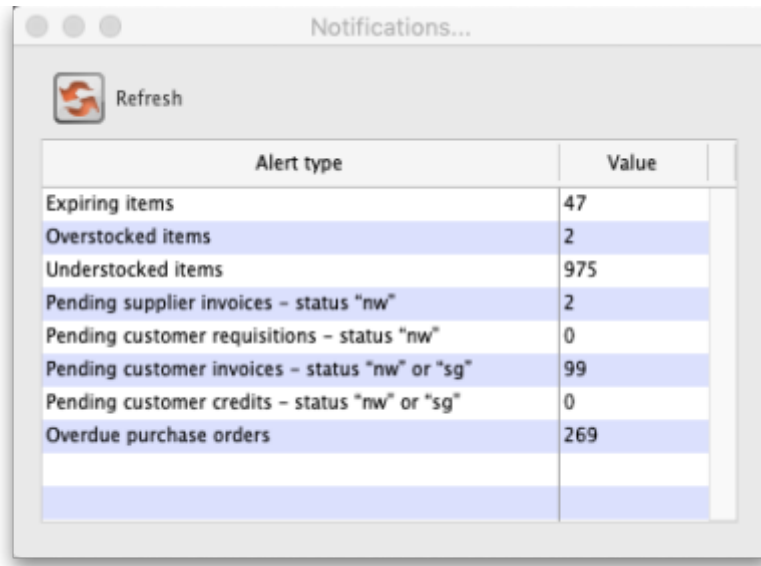 Notifications...
Refresh
Alert type Value
Expiring items 47
Overstocked items 2
Understocked items 975
Pending supplier invoices – status “nw” 2
Pending customer requisitions – status “nw” 0
Pending customer invoices – status “nw” or “sg” 99
Pending customer credits – status “nw” or “sg” 0
Overdue purchase orders 269